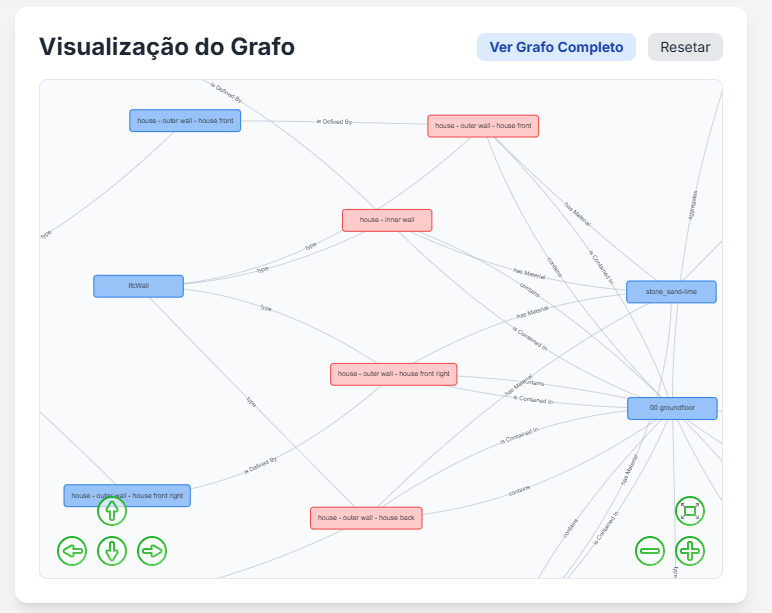 Visualização do Grafo
Ver Grafo Completo
Resetar
is Defined By
house - outer wall - house front
is Defined By
house - outer wall - house front
aggregates
has Material
house - inner wall
type
type
type
contains
is Contained In
has Material
IfcWall
contains
stone_sand-lime
type
has Material
is Contained In
house - outer wall - house front right
has Material
contains
is Contained In
type
00 groundfloor
is Contained In
is Defined By
has Material
contains
house - outer wall - house front right
house - outer wall - house back
contains
is Contained In
type